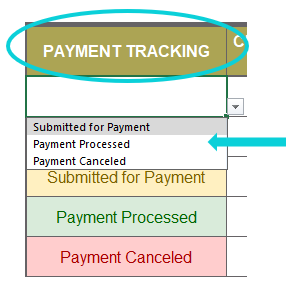 PAYMENT TRACKING C
Submitted for Payment
Payment Processed
Payment Canceled
Submitted for Payment
Payment Processed
Payment Canceled